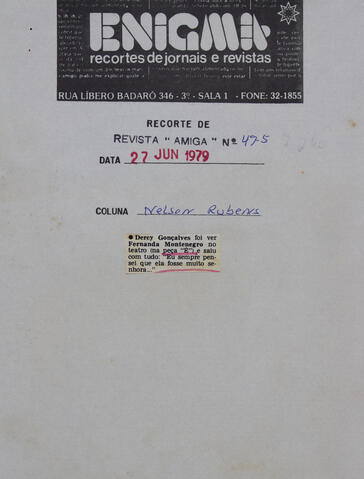 ENIGMA
recortes de jornais e revistas
RUA LÍBERO BADARÓ 346 - 3º - SALA 1 - FONE: 32-1855
RECORTE DE
REVISTA " AMIGA " Nº 475
DATA 27 JUN 1979
COLUNA Nelson Rubens
● Dercy Gonçalves foi ver
Fernanda Montenegro no
teatro (na peça "É") e saiu
com tudo: "Eu sempre pen-
sei que ela fosse muito se-
nhora..."